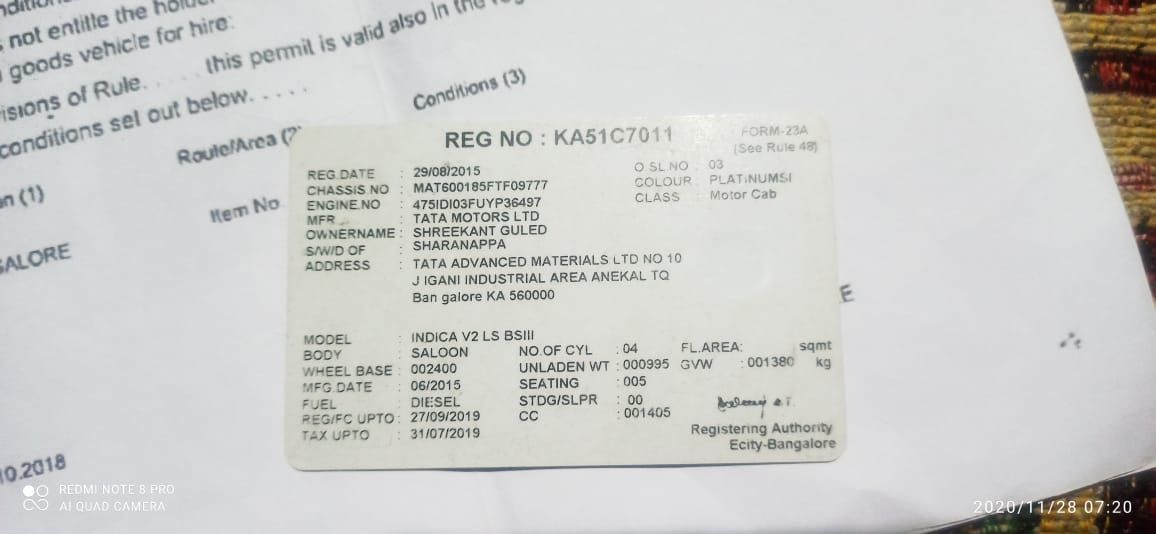 not entitle the
goods vehicle for hire:
this permit is valid also in the
of Rule. . . . .
conditions sel out below. . . . .
Conditions (3)
Route/Area
(1)
Item No
REG NO : KA51C7011
FORM-23A
(See Rule 48)
REG.DATE : 29/08/2015
O SL.NO : 03
CHASSIS.NO : MAT600185FTF09777
COLOUR : PLATINUMSI
ENGINE.NO : 475IDI03FUYP36497
CLASS : Motor Cab
MFR : TATA MOTORS LTD
OWNERNAME : SHREEKANT GULED
S/W/D OF : SHARANAPPA
ADDRESS : TATA ADVANCED MATERIALS LTD NO 10
J IGANI INDUSTRIAL AREA ANEKAL TQ
Ban galore KA 560000
MODEL : INDICA V2 LS BSIII
BODY : SALOON NO.OF CYL : 04 FL.AREA: sqmt
WHEEL BASE : 002400 UNLADEN WT : 000995 GVW : 001380 kg
MFG.DATE : 06/2015 SEATING : 005
FUEL : DIESEL STDG/SLPR : 00
REG/FC UPTO : 27/09/2019 CC : 001405
TAX UPTO : 31/07/2019
Registering Authority
Ecity-Bangalore
ALORE
E
10.2018
REDMI NOTE 8 PRO
AI QUAD CAMERA
2020/11/28 07:20